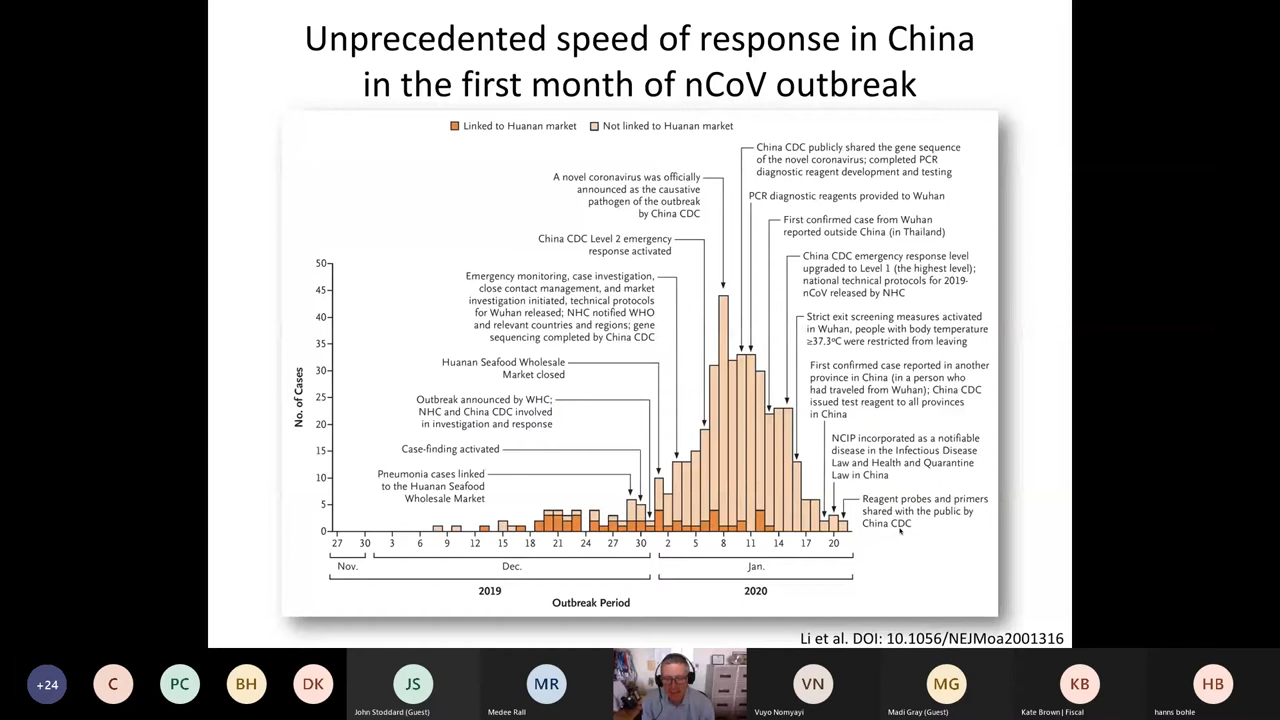 Unprecedented speed of response in China
in the first month of nCoV outbreak
Linked to Huanan market
Not linked to Huanan market
China CDC publicly shared the gene sequence
of the novel coronavirus; completed PCR
diagnostic reagent development and testing
A novel coronavirus was officially
announced as the causative
pathogen of the outbreak
by China CDC
PCR diagnostic reagents provided to Wuhan
First confirmed case from Wuhan
reported outside China (in Thailand)
China CDC Level 2 emergency
response activated
China CDC emergency response level
upgraded to Level 1 (the highest level);
national technical protocols for 2019-
nCoV released by NHC
Emergency monitoring, case investigation,
close contact management, and market
investigation initiated, technical protocols
for Wuhan released; NHC notified WHO
and relevant countries and regions; gene
sequencing completed by China CDC
Strict exit screening measures activated
in Wuhan, people with body temperature
≥37.3ºC were restricted from leaving
Huanan Seafood Wholesale
Market closed
First confirmed case reported in another
province in China (in a person who
had traveled from Wuhan); China CDC
issued test reagent to all provinces
in China
Outbreak announced by WHC;
NHC and China CDC involved
in investigation and response
NCIP incorporated as a notifiable
disease in the Infectious Disease
Law and Health and Quarantine
Law in China
Case-finding activated
Pneumonia cases linked
to the Huanan Seafood
Wholesale Market
Reagent probes and primers
shared with the public by
China CDC
No. of Cases
50
45
40
35
30
25
20
15
10
5
0
27 30 3 6 9 12 15 18 21 24 27 30 2 5 8 11 14 17 20
Nov. Dec. Jan.
2019 2020
Outbreak Period
Li et al. DOI: 10.1056/NEJMoa2001316
+24 C PC BH DK JS MR VN MG KB HB
John Stoddard (Guest) Medee Rall Vuyo Nomyayi Madi Gray (Guest) Kate Brown | Fiscal hanns bohle